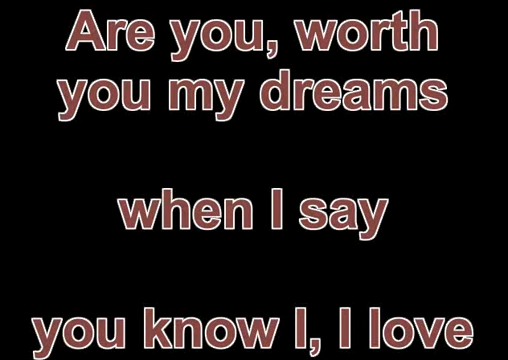 Are you, worth
you my dreams
when I say
you know I, I love